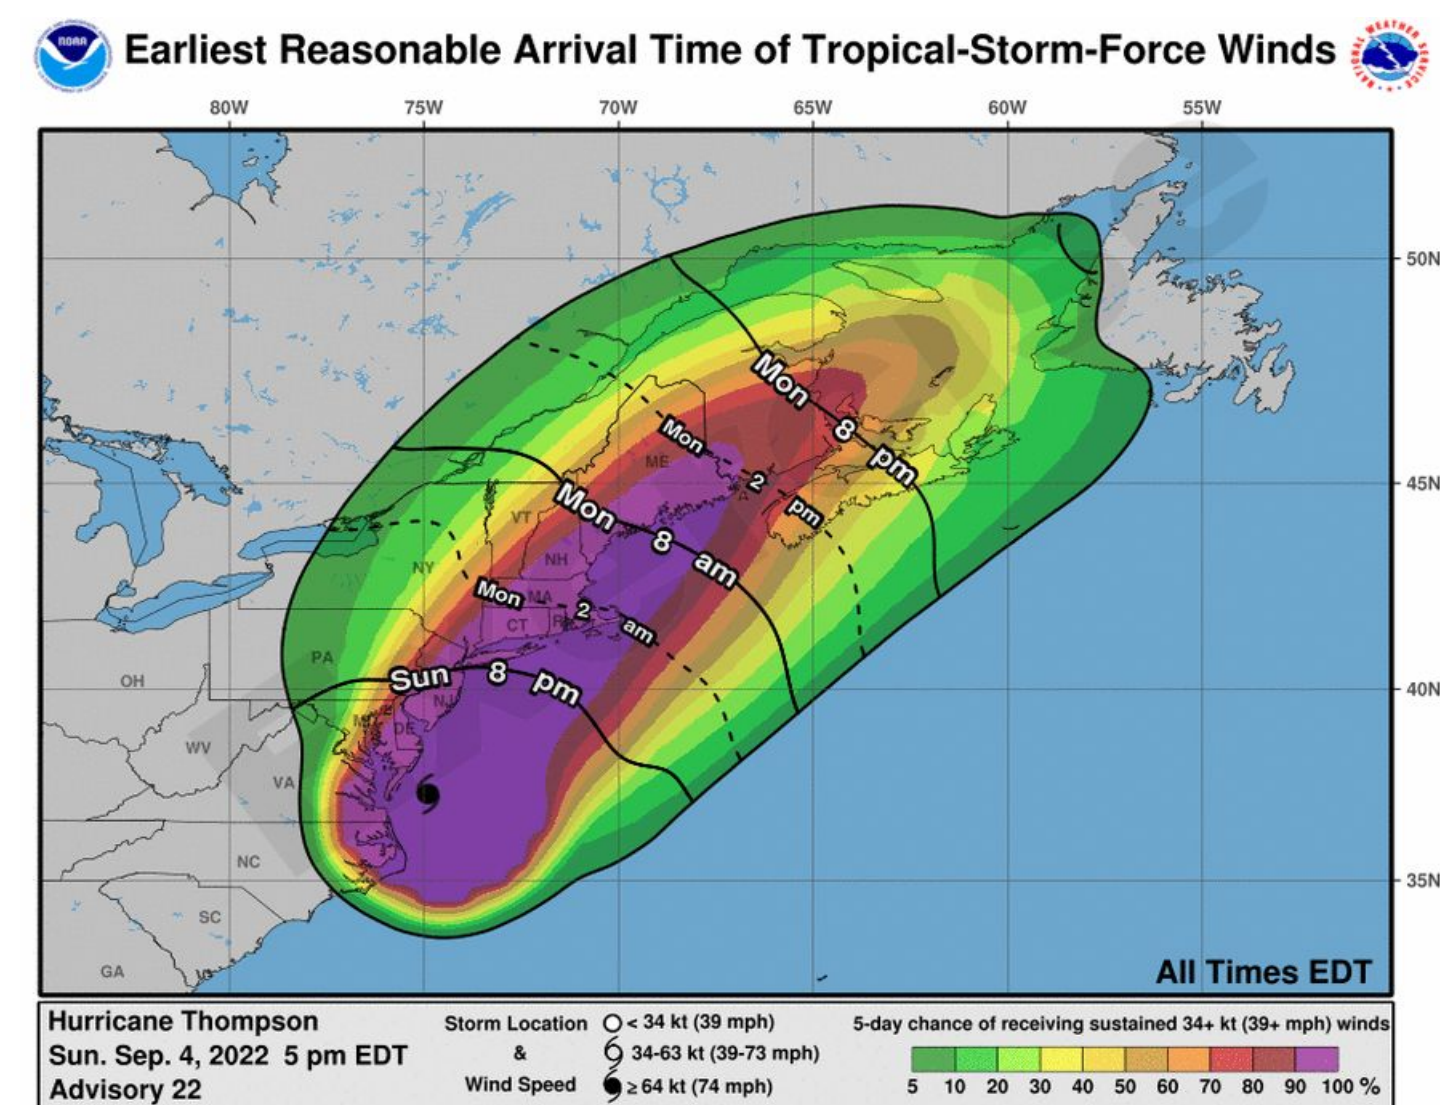 NOAA
Earliest Reasonable Arrival Time of Tropical-Storm-Force Winds
NATIONAL WEATHER SERVICE
80W 75W 70W 65W 60W 55W
50N
Mon 8 pm
Mon 2 pm
ME
45N
Mon 8 am
VT
NH
NY
Mon 2 am
MA
CT
PA
Sun 8 pm
OH
40N
NJ
DE
WV
VA
NC
35N
SC
GA
All Times EDT
Hurricane Thompson
Sun. Sep. 4, 2022 5 pm EDT
Advisory 22
Storm Location
&
Wind Speed
< 34 kt (39 mph)
34-63 kt (39-73 mph)
≥ 64 kt (74 mph)
5-day chance of receiving sustained 34+ kt (39+ mph) winds
5 10 20 30 40 50 60 70 80 90 100 %